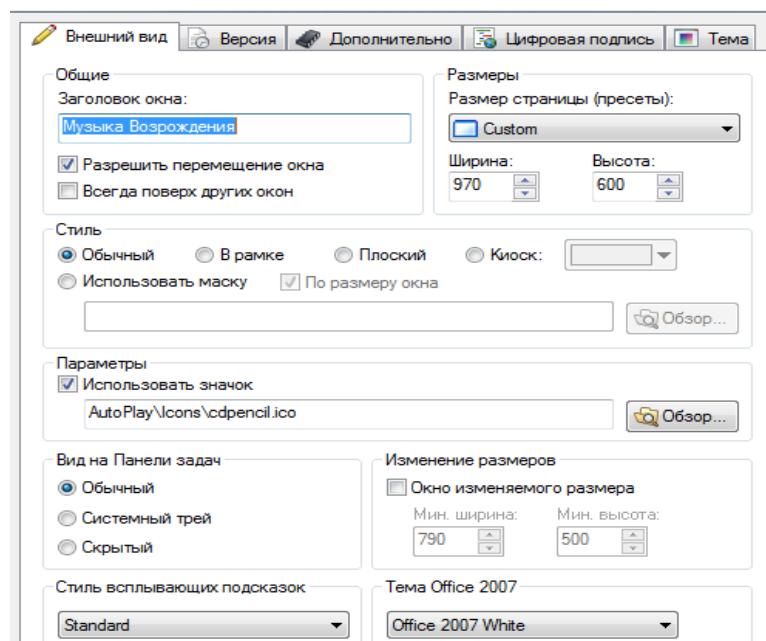 Внешний вид Версия Дополнительно Цифровая подпись Тема
Общие
Заголовок окна:
Музыка Возрождения
Разрешить перемещение окна
Всегда поверх других окон
Размеры
Размер страницы (пресеты):
Custom
Ширина: Высота:
970 600
Стиль
Обычный В рамке Плоский Киоск:
Использовать маску По размеру окна
Обзор...
Параметры
Использовать значок
AutoPlay\Icons\cdpencil.ico Обзор...
Вид на Панели задач
Обычный
Системный трей
Скрытый
Изменение размеров
Окно изменяемого размера
Мин. ширина: Мин. высота:
790 500
Стиль всплывающих подсказок
Standard
Тема Office 2007
Office 2007 White